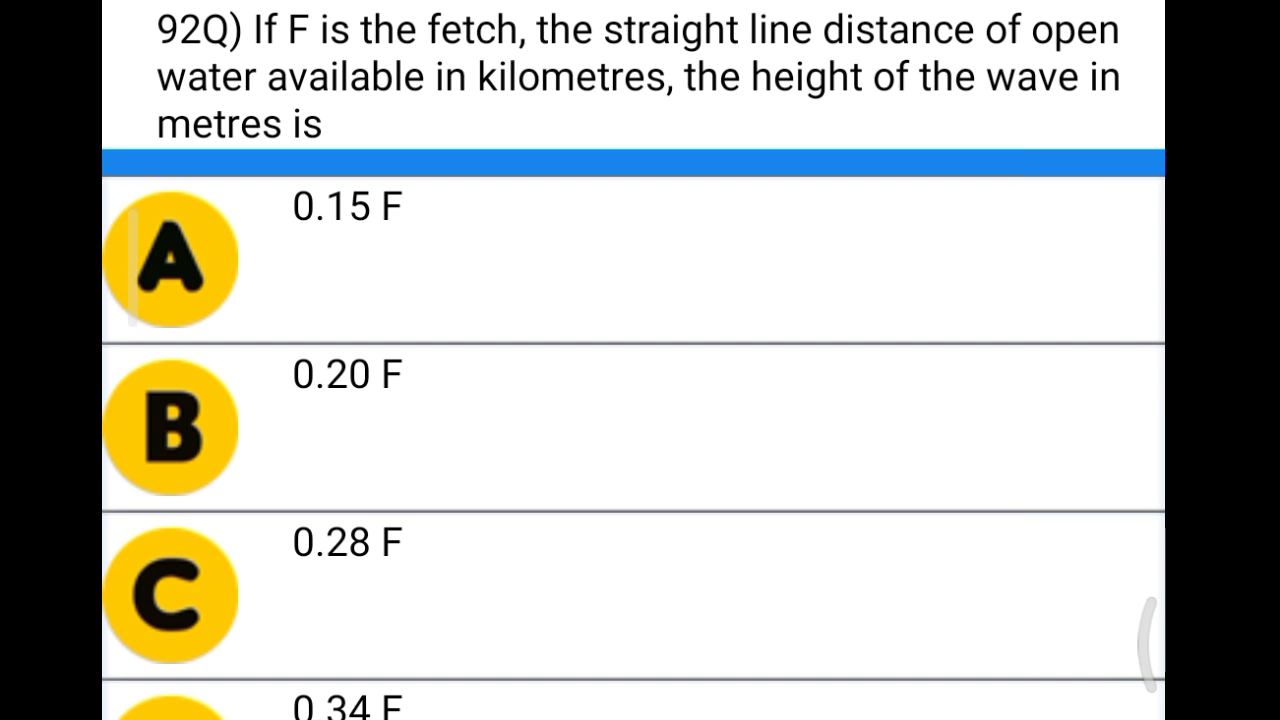 92Q) If F is the fetch, the straight line distance of open
water available in kilometres, the height of the wave in
metres is
A
0.15 F
B
0.20 F
C
0.28 F
0.34 F